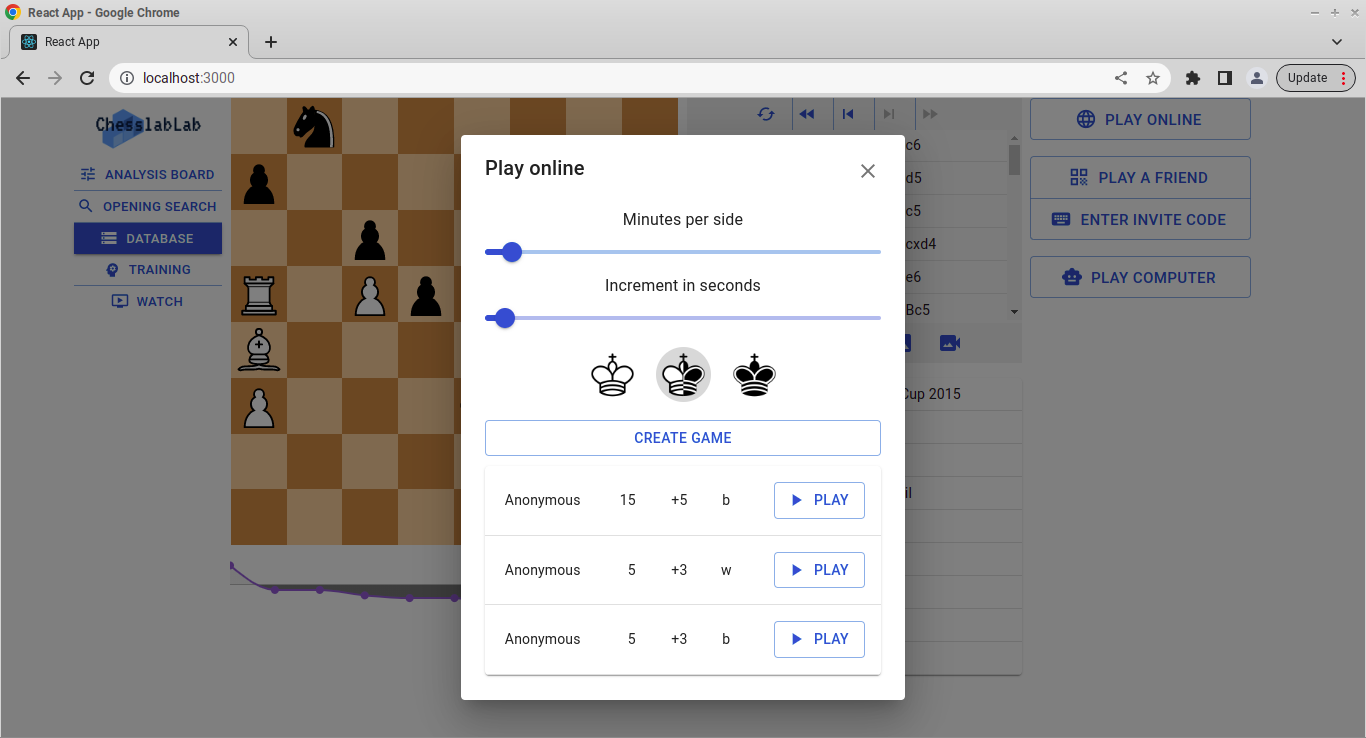 React App - Google Chrome
React App
localhost:3000
Update
ChesslabLab
ANALYSIS BOARD
OPENING SEARCH
DATABASE
TRAINING
WATCH
Play online
Minutes per side
Increment in seconds
CREATE GAME
Anonymous 15 +5 b PLAY
Anonymous 5 +3 w PLAY
Anonymous 5 +3 b PLAY
c6
d5
c5
cxd4
e6
Bc5
Cup 2015
PLAY ONLINE
PLAY A FRIEND
ENTER INVITE CODE
PLAY COMPUTER